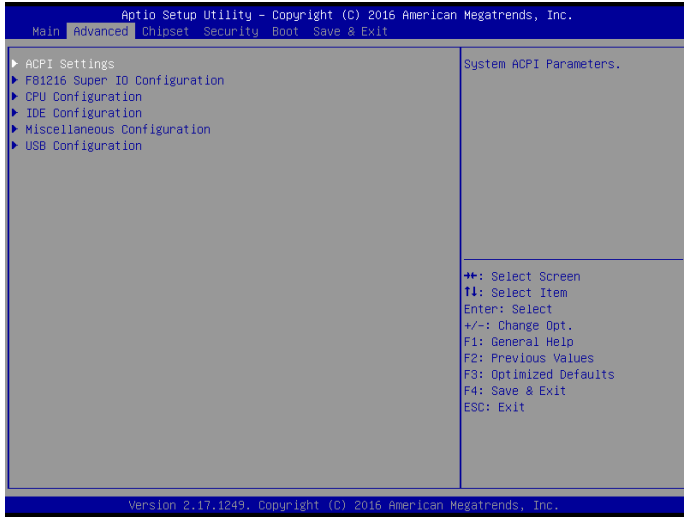 Aptio Setup Utility – Copyright (C) 2016 American Megatrends, Inc.
Main Advanced Chipset Security Boot Save & Exit
▶ ACPI Settings
▶ F81216 Super IO Configuration
▶ CPU Configuration
▶ IDE Configuration
▶ Miscellaneous Configuration
▶ USB Configuration
System ACPI Parameters.
→←: Select Screen
↑↓: Select Item
Enter: Select
+/-: Change Opt.
F1: General Help
F2: Previous Values
F3: Optimized Defaults
F4: Save & Exit
ESC: Exit
Version 2.17.1249. Copyright (C) 2016 American Megatrends, Inc.